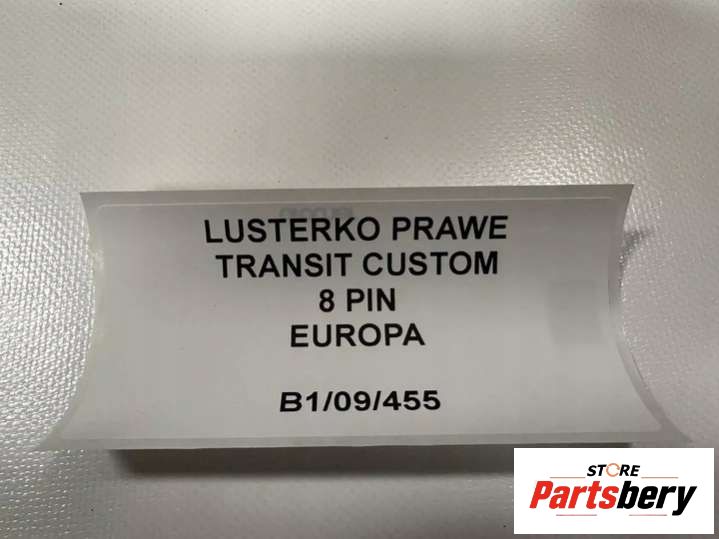 LUSTERKO PRAWE
TRANSIT CUSTOM
8 PIN
EUROPA
B1/09/455
STORE
Partsbery